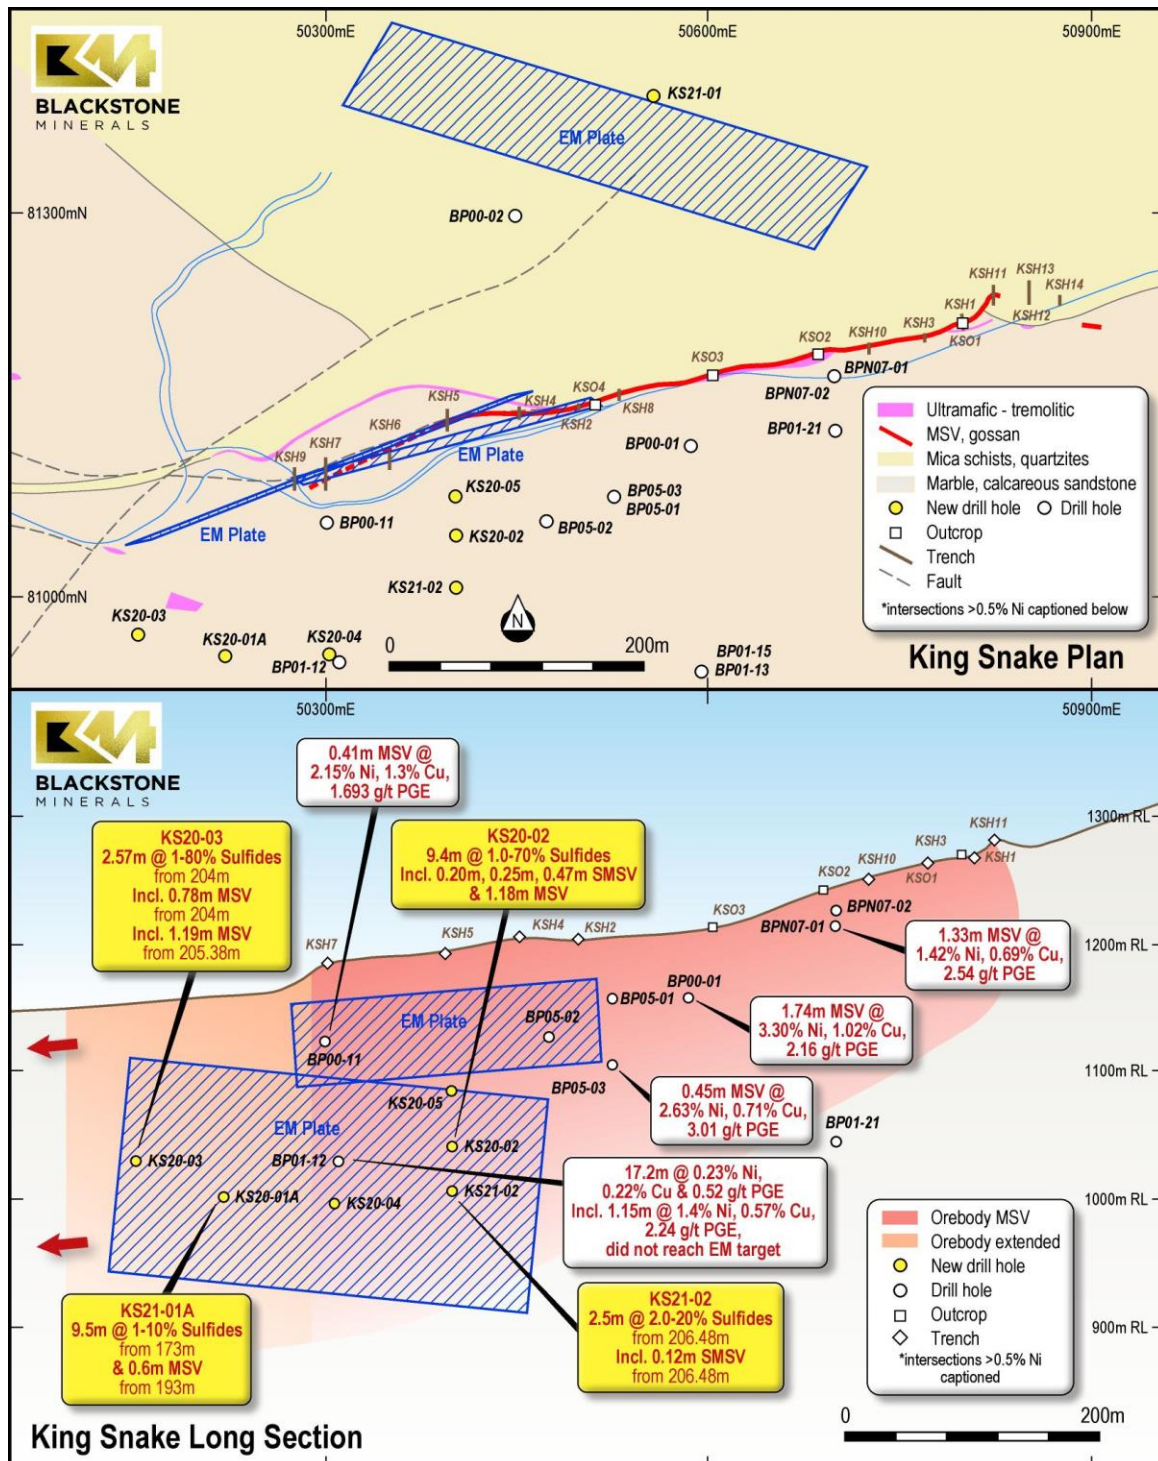 50300mE
50600mE
50900mE
BLACKSTONE
MINERALS
KS21-01
EM Plate
81300mN
BP00-02
KSH11
KSH13
KSH14
KSH1
KSH12
KSO2
KSH10
KSH3
KSO1
KSO3
BPN07-01
BPN07-02
KSH5
KSH4
KSO4
KSH6
KSH2
KSH8
KSH7
KSH9
EM Plate
BP00-01
BP01-21
EM Plate
BP00-11
KS20-05
BP05-03
BP05-01
BP05-02
KS20-02
KS21-02
81000mN
KS20-03
KS20-01A
KS20-04
BP01-12
N
0
200m
BP01-15
BP01-13
Ultramafic - tremolitic
MSV, gossan
Mica schists, quartzites
Marble, calcareous sandstone
New drill hole
Drill hole
Outcrop
Trench
Fault
*intersections >0.5% Ni captioned below
King Snake Plan
50300mE
50900mE
BLACKSTONE
MINERALS
0.41m MSV @
2.15% Ni, 1.3% Cu,
1.693 g/t PGE
KS20-03
2.57m @ 1-80% Sulfides
from 204m
Incl. 0.78m MSV
from 204m
Incl. 1.19m MSV
from 205.38m
KS20-02
9.4m @ 1.0-70% Sulfides
Incl. 0.20m, 0.25m, 0.47m SMSV
& 1.18m MSV
1300m RL
KSH11
KSH3
KSH10
KSO2
KSO1
KSH1
KSO3
KSH4
KSH2
KSH5
KSH7
1200m RL
BPN07-02
BPN07-01
1.33m MSV @
1.42% Ni, 0.69% Cu,
2.54 g/t PGE
BP00-01
BP05-01
1.74m MSV @
3.30% Ni, 1.02% Cu,
2.16 g/t PGE
EM Plate
BP05-02
BP00-11
1100m RL
BP05-03
0.45m MSV @
2.63% Ni, 0.71% Cu,
3.01 g/t PGE
KS20-05
EM Plate
BP01-21
KS20-03
BP01-12
KS20-02
KS20-01A
KS20-04
KS21-02
17.2m @ 0.23% Ni,
0.22% Cu & 0.52 g/t PGE
Incl. 1.15m @ 1.4% Ni, 0.57% Cu,
2.24 g/t PGE,
did not reach EM target
1000m RL
KS21-01A
9.5m @ 1-10% Sulfides
from 173m
& 0.6m MSV
from 193m
KS21-02
2.5m @ 2.0-20% Sulfides
from 206.48m
Incl. 0.12m SMSV
from 206.48m
900m RL
Orebody MSV
Orebody extended
New drill hole
Drill hole
Outcrop
Trench
*intersections >0.5% Ni
captioned
0
200m
King Snake Long Section